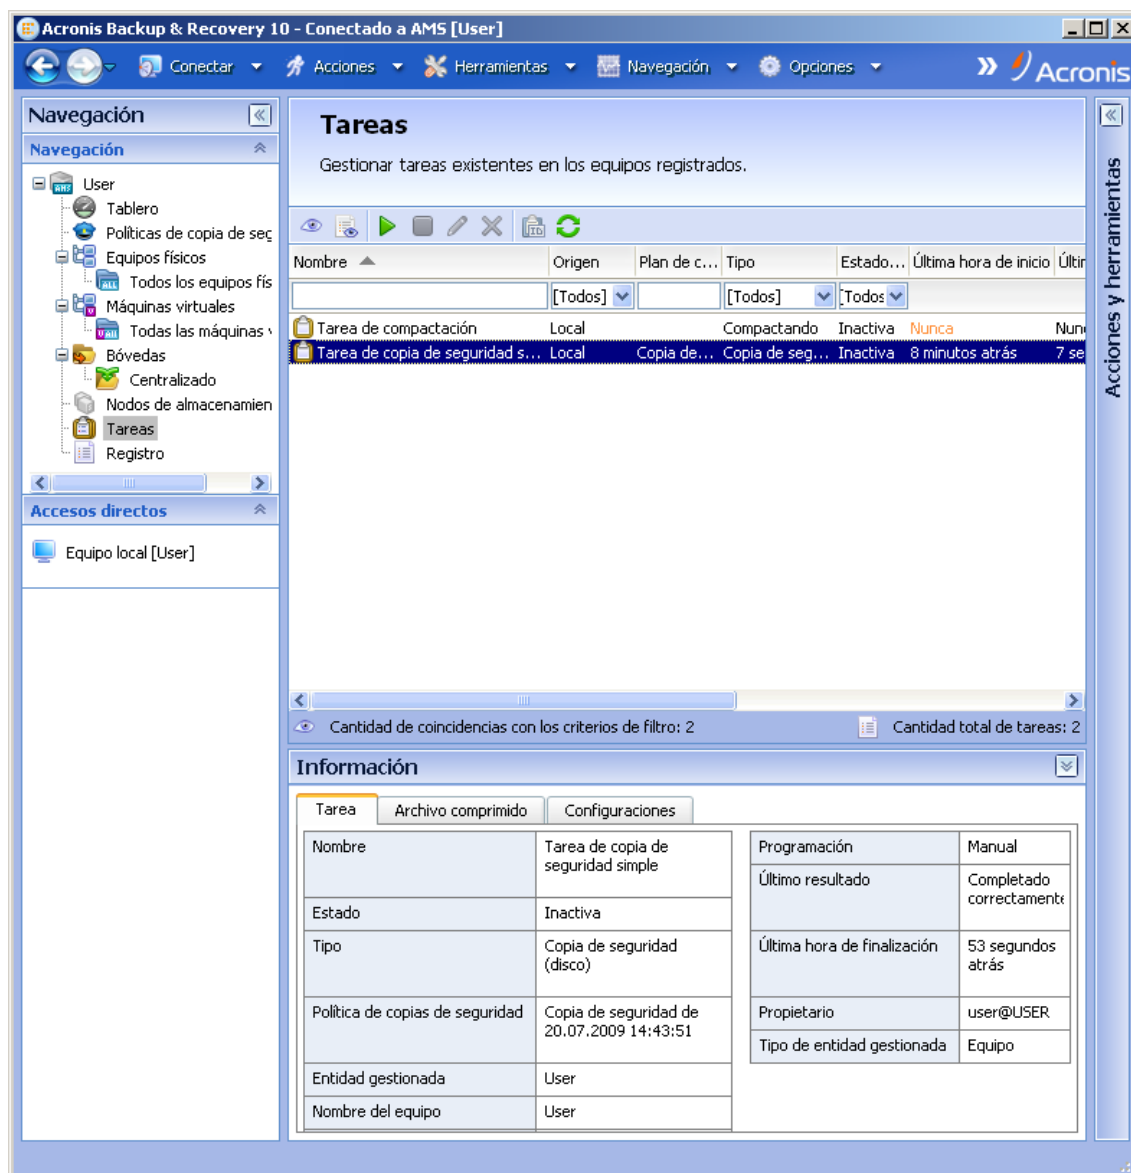 Acronis Backup & Recovery 10 - Conectado a AMS [User]
Conectar Acciones Herramientas Navegación Opciones » Acronis
Navegación
Navegación
User
Tablero
Políticas de copia de seg
Equipos físicos
Todos los equipos fís
Máquinas virtuales
Todas las máquinas v
Bóvedas
Centralizado
Nodos de almacenamien
Tareas
Registro
Accesos directos
Equipo local [User]
Tareas
Gestionar tareas existentes en los equipos registrados.
Nombre Origen Plan de c... Tipo Estado... Última hora de inicio Últir
[Todos] [Todos] [Todos
Tarea de compactación Local Compactando Inactiva Nunca Nun
Tarea de copia de seguridad s... Local Copia de... Copia de seg... Inactiva 8 minutos atrás 7 se
Cantidad de coincidencias con los criterios de filtro: 2 Cantidad total de tareas: 2
Información
Tarea Archivo comprimido Configuraciones
Nombre Tarea de copia de seguridad simple
Estado Inactiva
Tipo Copia de seguridad (disco)
Política de copias de seguridad Copia de seguridad de 20.07.2009 14:43:51
Entidad gestionada User
Nombre del equipo User
Programación Manual
Último resultado Completado correctamente
Última hora de finalización 53 segundos atrás
Propietario user@USER
Tipo de entidad gestionada Equipo
Acciones y herramientas